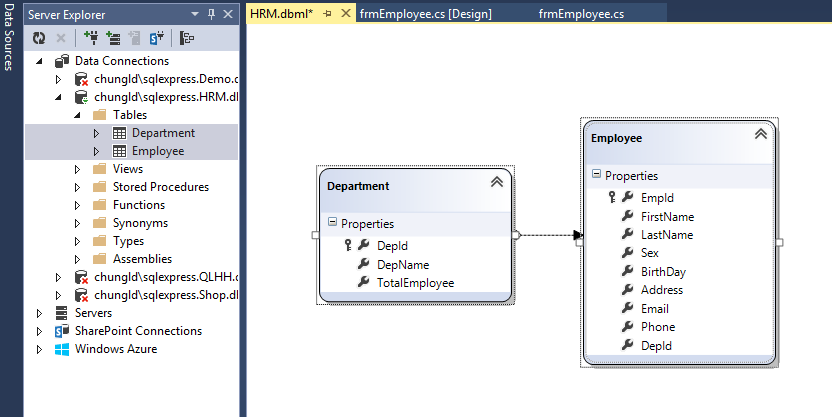 Data Sources
Server Explorer
Data Connections
chungld\sqlexpress.Demo.d
chungld\sqlexpress.HRM.dl
Tables
Department
Employee
Views
Stored Procedures
Functions
Synonyms
Types
Assemblies
chungld\sqlexpress.QLHH.d
chungld\sqlexpress.Shop.dl
Servers
SharePoint Connections
Windows Azure
HRM.dbml*
frmEmployee.cs [Design]
frmEmployee.cs
Department
Properties
DepId
DepName
TotalEmployee
Employee
Properties
EmpId
FirstName
LastName
Sex
BirthDay
Address
Email
Phone
DepId